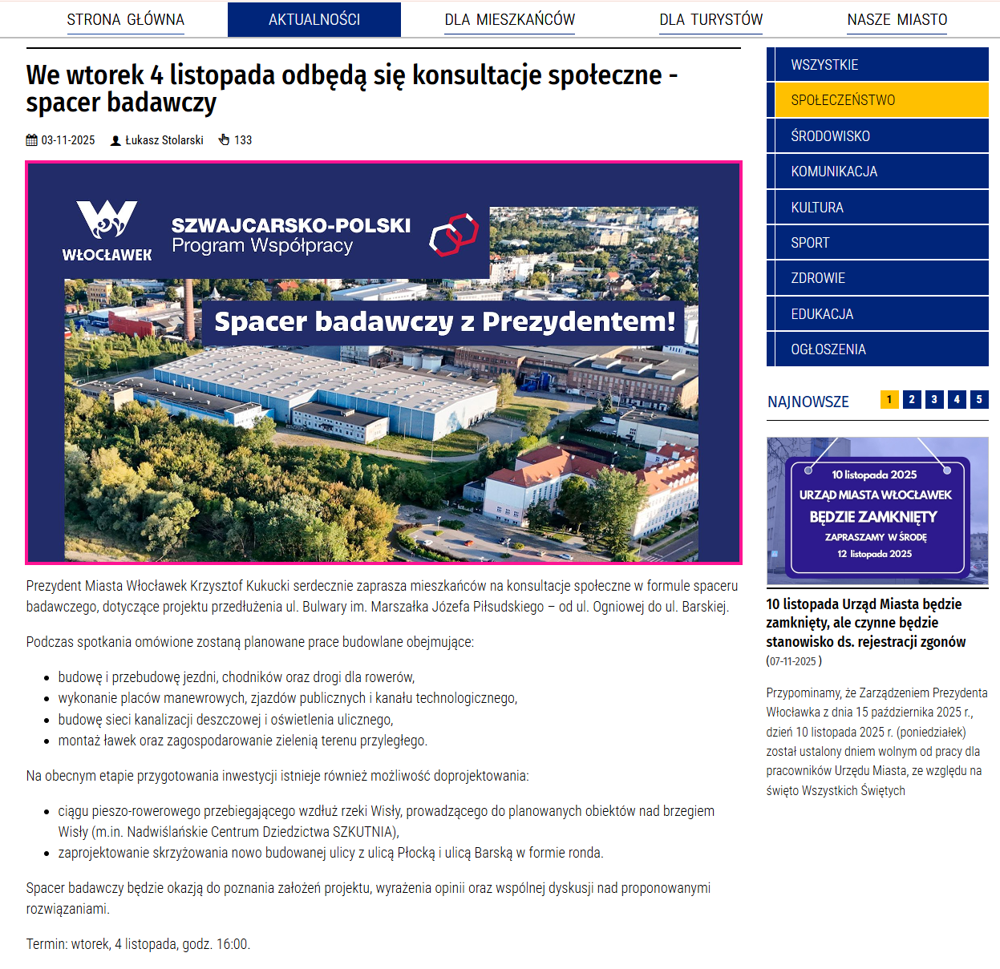 STRONA GŁÓWNA
AKTUALNOŚCI
DLA MIESZKAŃCÓW
DLA TURYSTÓW
NASZE MIASTO
We wtorek 4 listopada odbędą się konsultacje społeczne -
spacer badawczy
03-11-2025 Łukasz Stolarski 133
WŁOCŁAWEK
SZWAJCARSKO-POLSKI
Program Współpracy
Spacer badawczy z Prezydentem!
Prezydent Miasta Włocławek Krzysztof Kukucki serdecznie zaprasza mieszkańców na konsultacje społeczne w formule spaceru
badawczego, dotyczące projektu przedłużenia ul. Bulwary im. Marszałka Józefa Piłsudskiego – od ul. Ogniowej do ul. Barskiej.
Podczas spotkania omówione zostaną planowane prace budowlane obejmujące:
budowę i przebudowę jezdni, chodników oraz drogi dla rowerów,
wykonanie placów manewrowych, zjazdów publicznych i kanału technologicznego,
budowę sieci kanalizacji deszczowej i oświetlenia ulicznego,
montaż ławek oraz zagospodarowanie zielenią terenu przyległego.
Na obecnym etapie przygotowania inwestycji istnieje również możliwość doprojektowania:
ciągu pieszo-rowerowego przebiegającego wzdłuż rzeki Wisły, prowadzącego do planowanych obiektów nad brzegiem
Wisły (m.in. Nadwiślańskie Centrum Dziedzictwa SZKUTNIA),
zaprojektowanie skrzyżowania nowo budowanej ulicy z ulicą Płocką i ulicą Barską w formie ronda.
Spacer badawczy będzie okazją do poznania założeń projektu, wyrażenia opinii oraz wspólnej dyskusji nad proponowanymi
rozwiązaniami.
Termin: wtorek, 4 listopada, godz. 16:00.
WSZYSTKIE
SPOŁECZEŃSTWO
ŚRODOWISKO
KOMUNIKACJA
KULTURA
SPORT
ZDROWIE
EDUKACJA
OGŁOSZENIA
NAJNOWSZE 1 2 3 4 5
10 listopada 2025
URZĄD MIASTA WŁOCŁAWEK
BĘDZIE ZAMKNIĘTY
ZAPRASZAMY W ŚRODĘ
12 listopada 2025
10 listopada Urząd Miasta będzie
zamknięty, ale czynne będzie
stanowisko ds. rejestracji zgonów
(07-11-2025 )
Przypominamy, że Zarządzeniem Prezydenta
Włocławka z dnia 15 października 2025 r.,
dzień 10 listopada 2025 r. (poniedziałek)
został ustalony dniem wolnym od pracy dla
pracowników Urzędu Miasta, ze względu na
święto Wszystkich Świętych